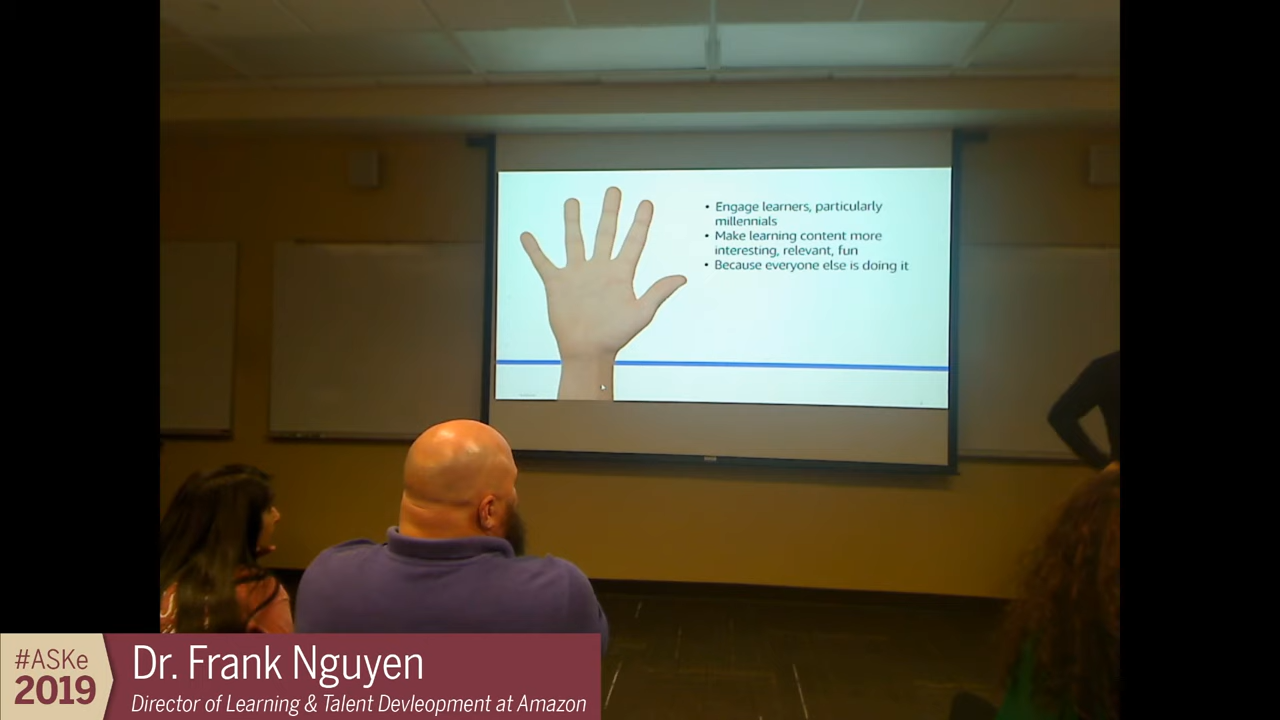 • Engage learners, particularly
millennials
• Make learning content more
interesting, relevant, fun
• Because everyone else is doing it
#ASKe
2019
Dr. Frank Nguyen
Director of Learning & Talent Devleopment at Amazon